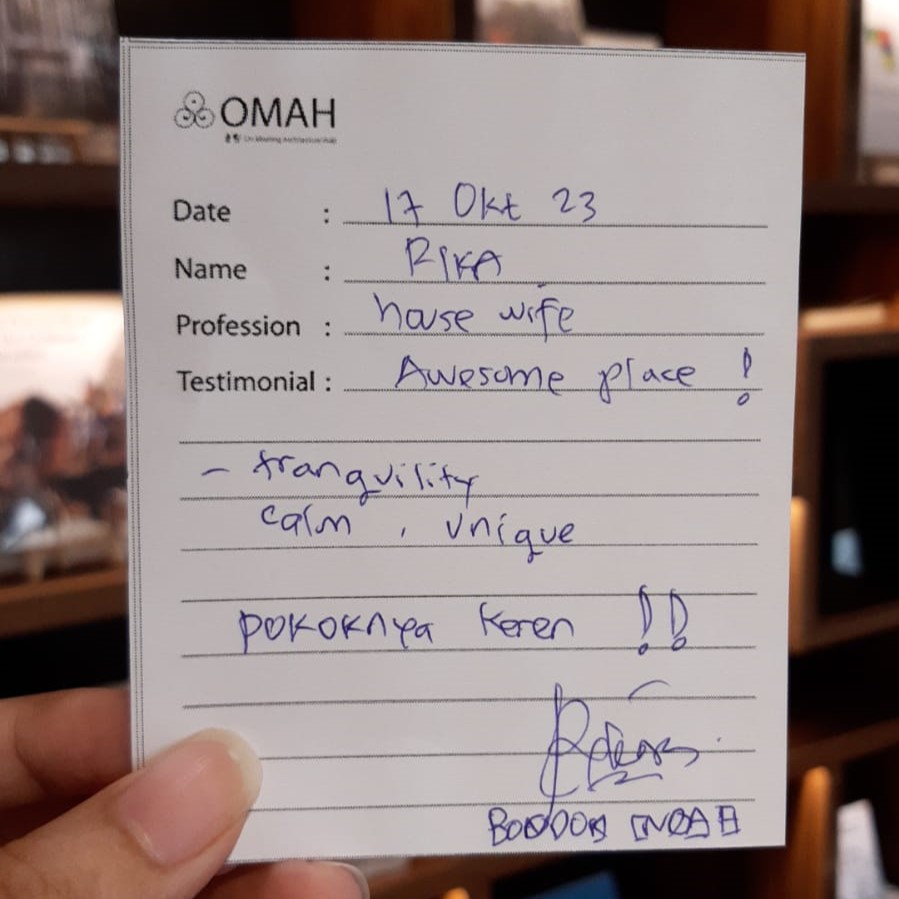 OMAH
Date : 17 Okt 23
Name : RIKA
Profession : house wife
Testimonial : Awesome place !
- tranquility
calm , unique
pokoknya keren !!